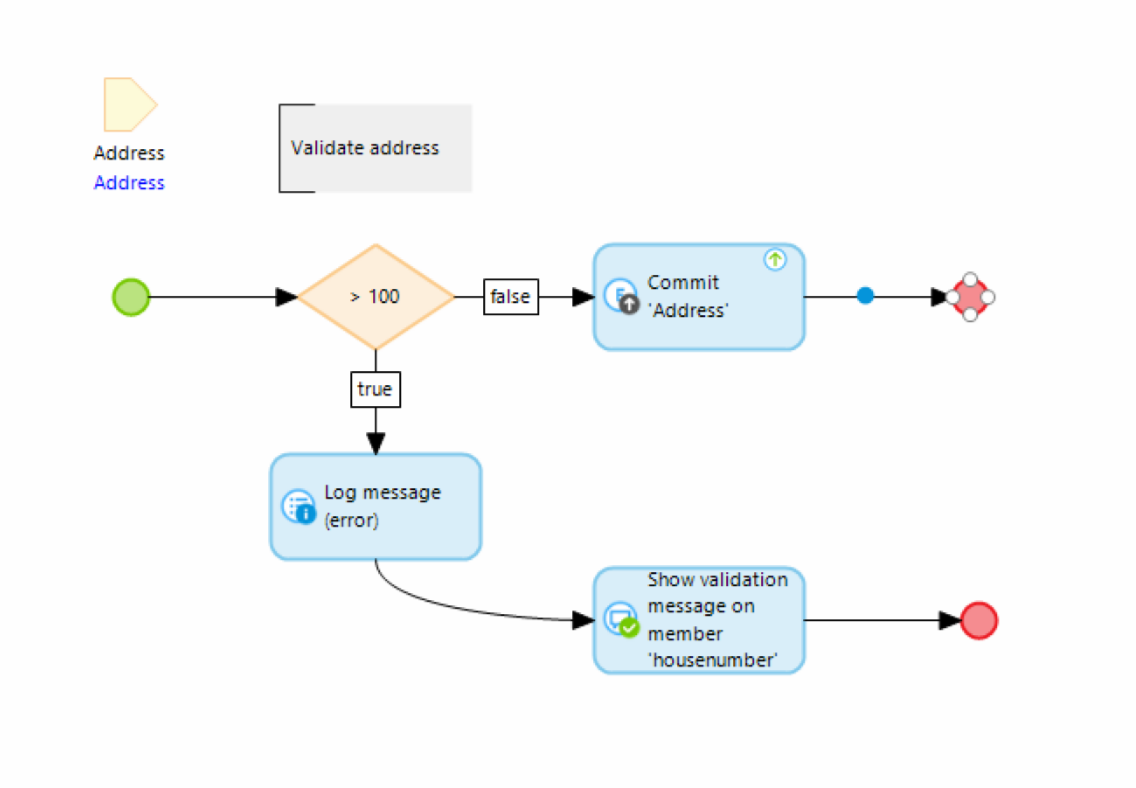 Address
Address
Validate address
> 100
false
Commit
'Address'
true
Log message
(error)
Show validation
message on
member
'housenumber'